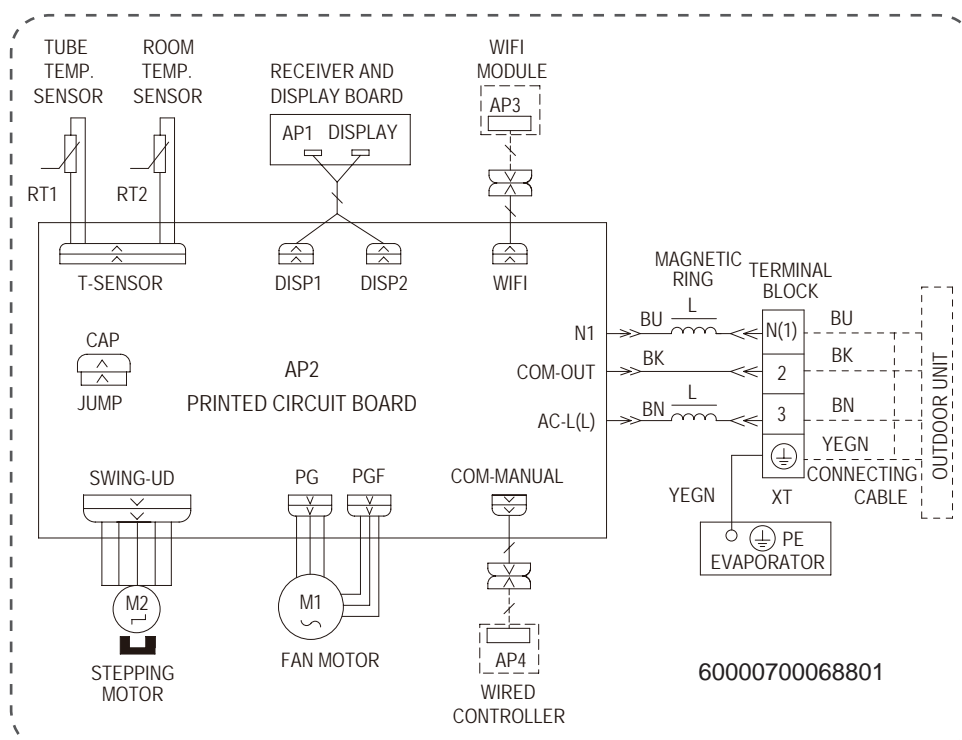 TUBE
TEMP.
SENSOR
ROOM
TEMP.
SENSOR
RECEIVER AND
DISPLAY BOARD
AP1 DISPLAY
WIFI
MODULE
AP3
RT1
RT2
T-SENSOR
DISP1
DISP2
WIFI
MAGNETIC
RING
TERMINAL
BLOCK
N1
BU
L
N(1)
BU
CAP
JUMP
AP2
PRINTED CIRCUIT BOARD
COM-OUT
BK
2
BK
AC-L(L)
BN
L
3
BN
YEGN
CONNECTING
CABLE
OUTDOOR UNIT
XT
YEGN
PE
EVAPORATOR
SWING-UD
PG
PGF
COM-MANUAL
M2
STEPPING
MOTOR
M1
FAN MOTOR
AP4
WIRED
CONTROLLER
60000700068801